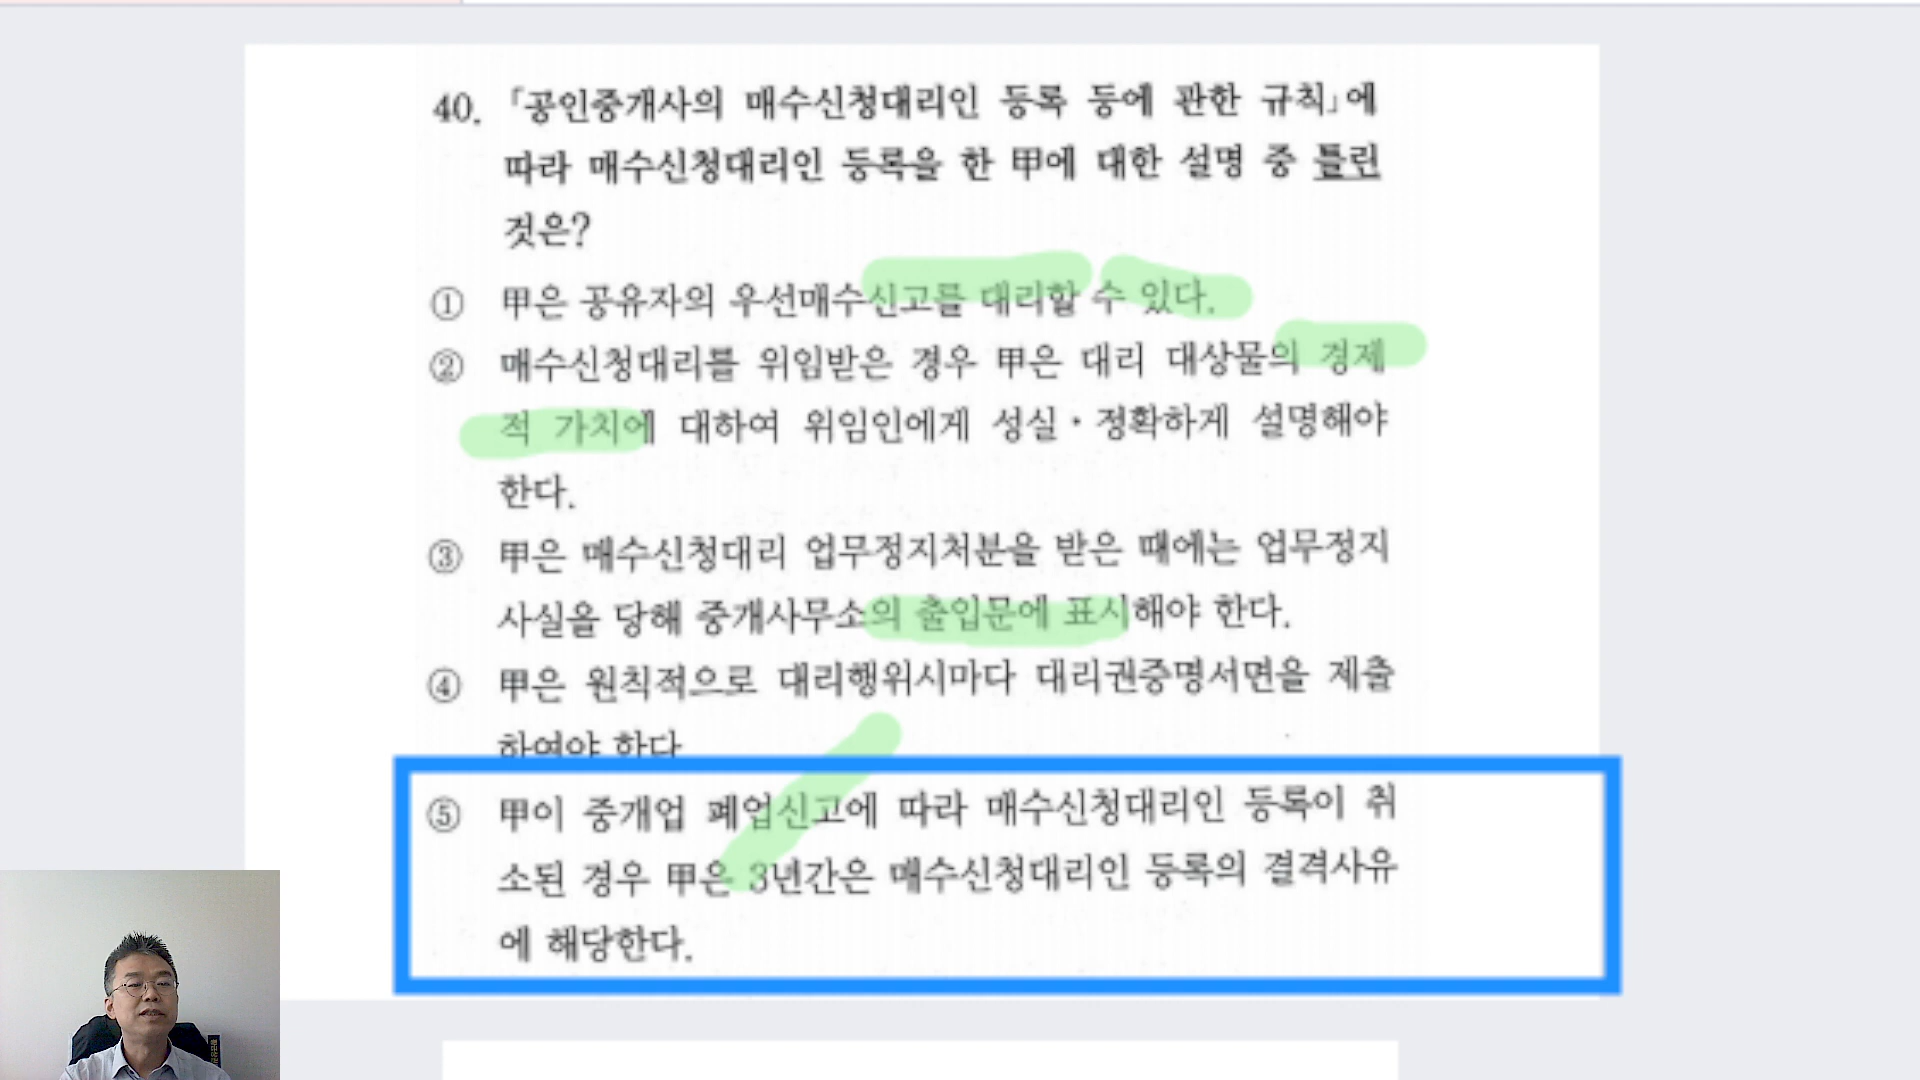 40. 「공인중개사의 매수신청대리인 등록 등에 관한 규칙」에
따라 매수신청대리인 등록을 한 甲에 대한 설명 중 틀린
것은?
① 甲은 공유자의 우선매수신고를 대리할 수 있다.
② 매수신청대리를 위임받은 경우 甲은 대리 대상물의 경제
적 가치에 대하여 위임인에게 성실・정확하게 설명해야
한다.
③ 甲은 매수신청대리 업무정지처분을 받은 때에는 업무정지
사실을 당해 중개사무소의 출입문에 표시해야 한다.
④ 甲은 원칙적으로 대리행위시마다 대리권증명서면을 제출
하여야 한다
⑤ 甲이 중개업 폐업신고에 따라 매수신청대리인 등록이 취
소된 경우 甲은 3년간은 매수신청대리인 등록의 결격사유
에 해당한다.